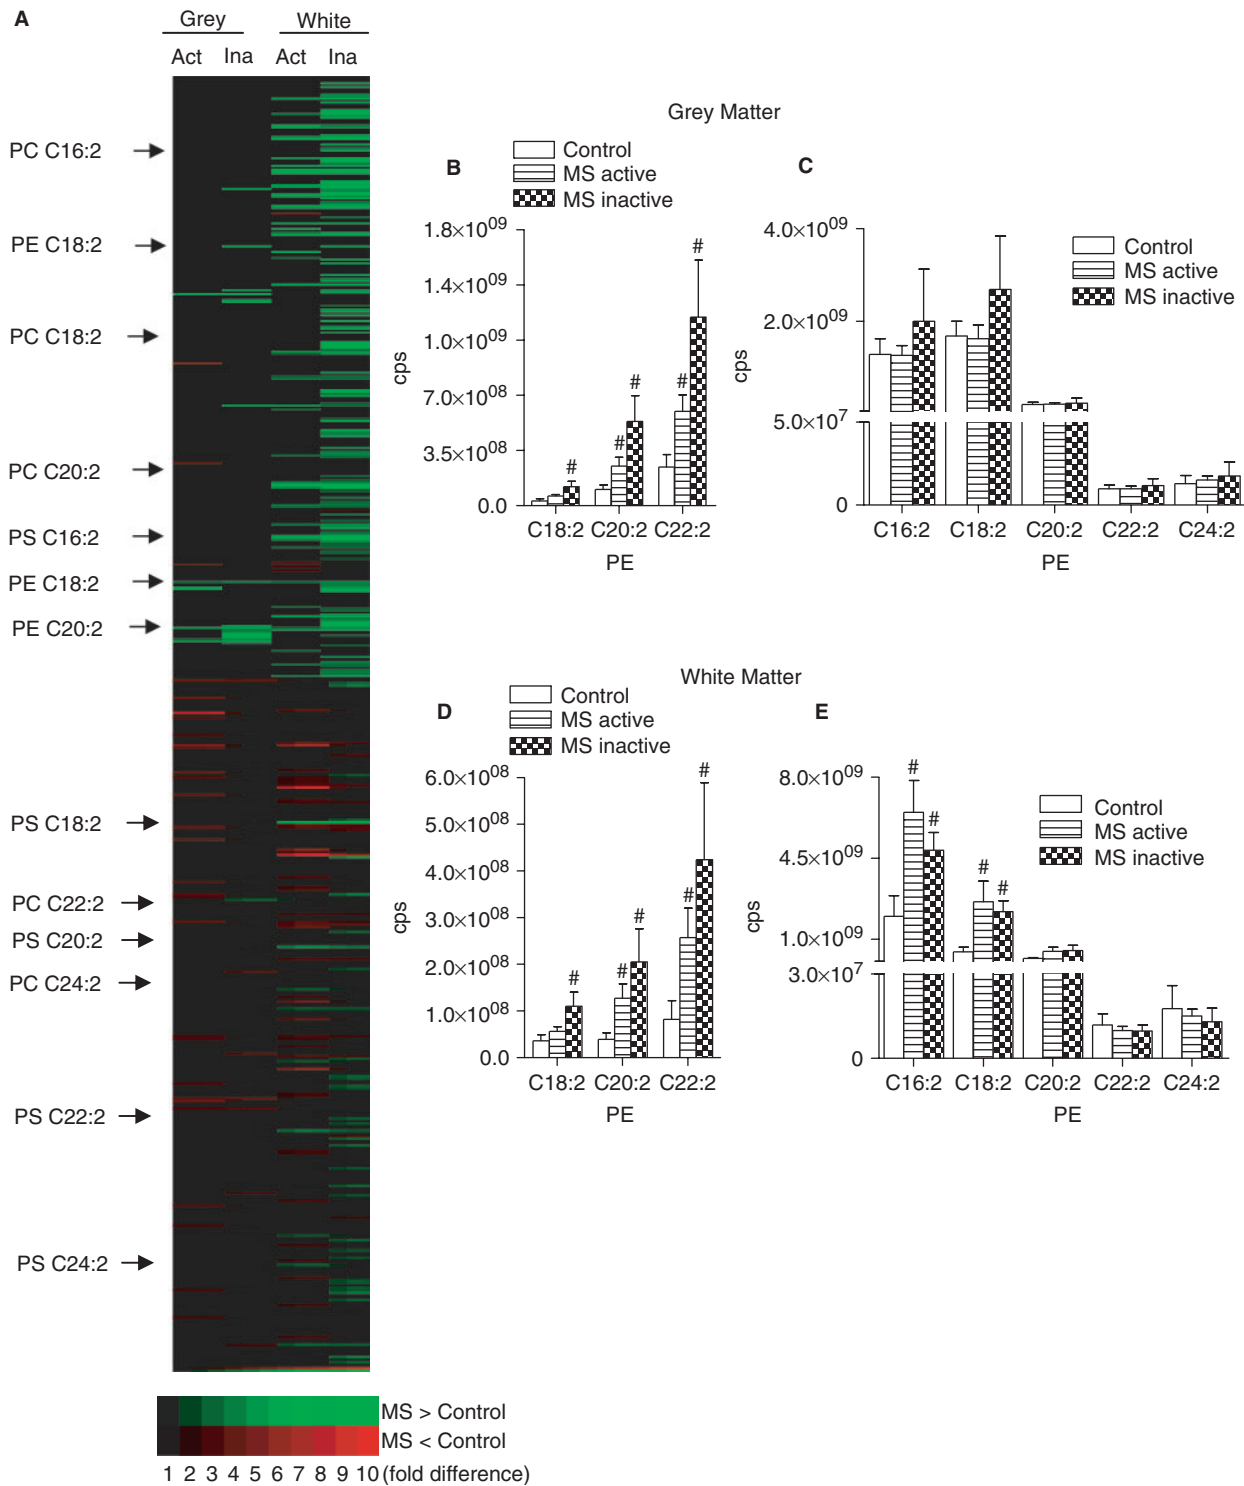 A
Grey White
Act Ina Act Ina
PC C16:2
PE C18:2
PC C18:2
PC C20:2
PS C16:2
PE C18:2
PE C20:2
PS C18:2
PC C22:2
PS C20:2
PC C24:2
PS C22:2
PS C24:2
MS > Control
MS < Control
1 2 3 4 5 6 7 8 9 10 (fold difference)
Grey Matter
B
Control
MS active
MS inactive
1.8×10^09
1.4×10^09
1.0×10^09
7.0×10^08
3.5×10^08
0.0
cps
# # # # #
C18:2 C20:2 C22:2
PE
C
Control
MS active
MS inactive
4.0×10^09
2.0×10^09
5.0×10^7
0
cps
C16:2 C18:2 C20:2 C22:2 C24:2
PE
White Matter
D
Control
MS active
MS inactive
6.0×10^08
5.0×10^08
4.0×10^08
3.0×10^08
2.0×10^08
1.0×10^08
0.0
cps
# # # # #
C18:2 C20:2 C22:2
PE
E
Control
MS active
MS inactive
8.0×10^09
4.5×10^09
1.0×10^09
3.0×10^7
0
cps
# # # #
C16:2 C18:2 C20:2 C22:2 C24:2
PE